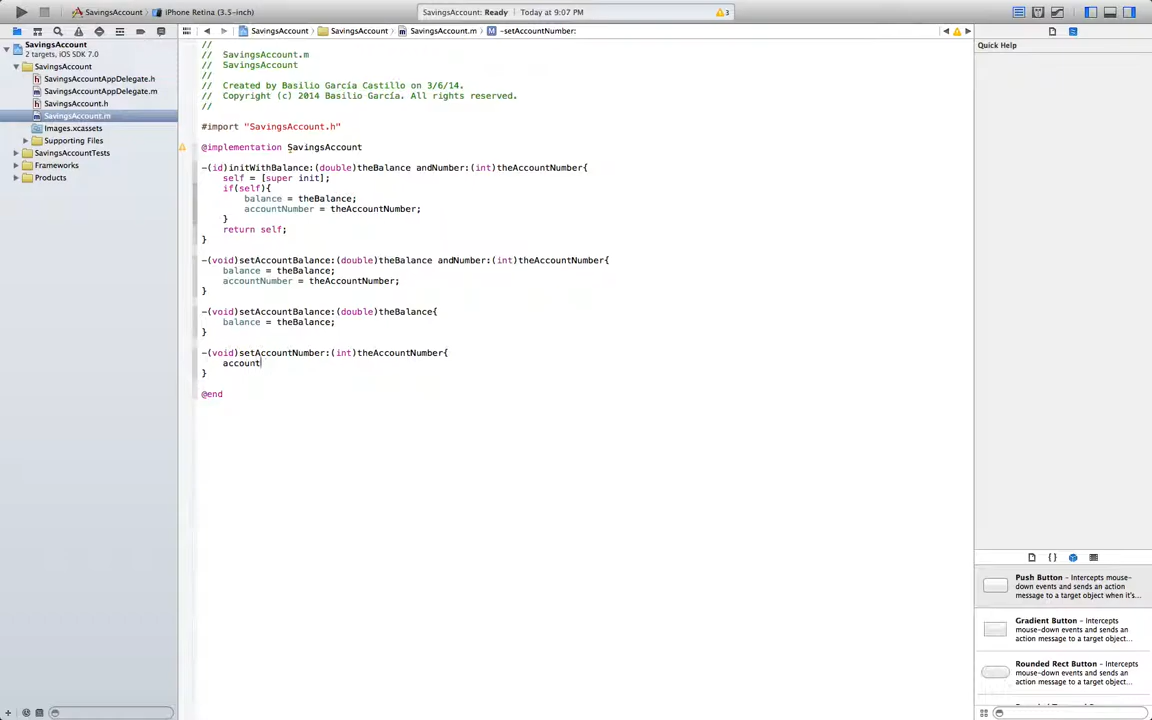 SavingsAccount
iPhone Retina (3.5-inch)
SavingsAccount: Ready
Today at 9:07 PM
3
SavingsAccount
SavingsAccount
SavingsAccount.m
-setAccountNumber:
Quick Help
SavingsAccount
2 targets, iOS SDK 7.0
SavingsAccount
SavingsAccountAppDelegate.h
SavingsAccountAppDelegate.m
SavingsAccount.h
SavingsAccount.m
Images.xcassets
Supporting Files
SavingsAccountTests
Frameworks
Products
//
// SavingsAccount.m
// SavingsAccount
//
// Created by Basilio García Castillo on 3/6/14.
// Copyright (c) 2014 Basilio García. All rights reserved.
//
#import "SavingsAccount.h"
@implementation SavingsAccount
-(id)initWithBalance:(double)theBalance andNumber:(int)theAccountNumber{
self = [super init];
if(self){
balance = theBalance;
accountNumber = theAccountNumber;
}
return self;
}
-(void)setAccountBalance:(double)theBalance andNumber:(int)theAccountNumber{
balance = theBalance;
accountNumber = theAccountNumber;
}
-(void)setAccountBalance:(double)theBalance{
balance = theBalance;
}
-(void)setAccountNumber:(int)theAccountNumber{
account
}
@end
Push Button - Intercepts mouse-
down events and sends an
action message to a target object when it's...
Gradient Button - Intercepts
mouse-down events and sends an
action message to a target object...
Rounded Rect Button - Intercepts
mouse-down events and sends an
action message to a target object...